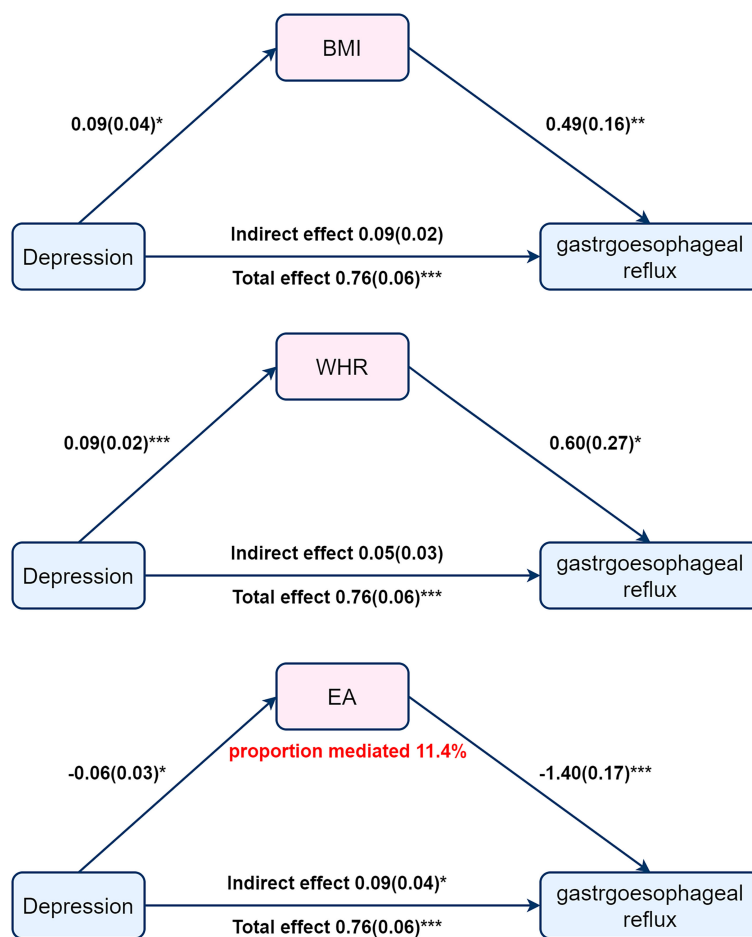 BMI
0.09(0.04)*
0.49(0.16)**
Indirect effect 0.09(0.02)
Depression
gastrgoesophageal
reflux
Total effect 0.76(0.06)***
WHR
0.09(0.02)***
0.60(0.27)*
Indirect effect 0.05(0.03)
Depression
gastrgoesophageal
reflux
Total effect 0.76(0.06)***
EA
proportion mediated 11.4%
-0.06(0.03)*
-1.40(0.17)***
Indirect effect 0.09(0.04)*
Depression
gastrgoesophageal
reflux
Total effect 0.76(0.06)***